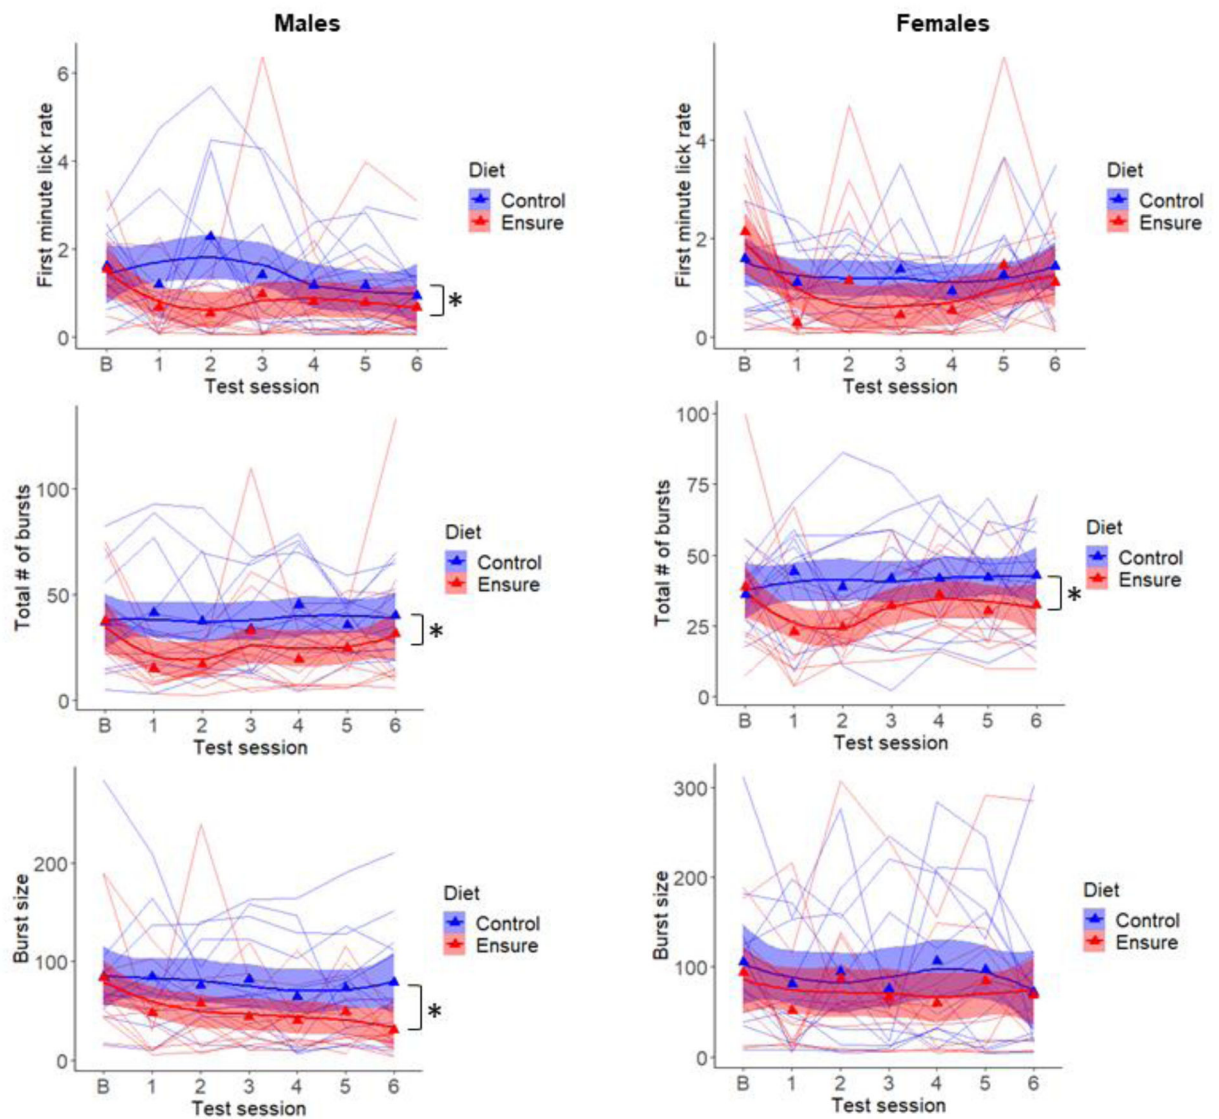 Males
Females
First minute lick rate
6
4
2
0
B 1 2 3 4 5 6
Test session
Diet
Control
Ensure
*
First minute lick rate
4
2
0
B 1 2 3 4 5 6
Test session
Diet
Control
Ensure
Total # of bursts
100
50
0
B 1 2 3 4 5 6
Test session
Diet
Control
Ensure
*
Total # of bursts
100
75
50
25
0
B 1 2 3 4 5 6
Test session
Diet
Control
Ensure
*
Burst size
200
100
0
B 1 2 3 4 5 6
Test session
Diet
Control
Ensure
*
Burst size
300
200
100
0
B 1 2 3 4 5 6
Test session
Diet
Control
Ensure